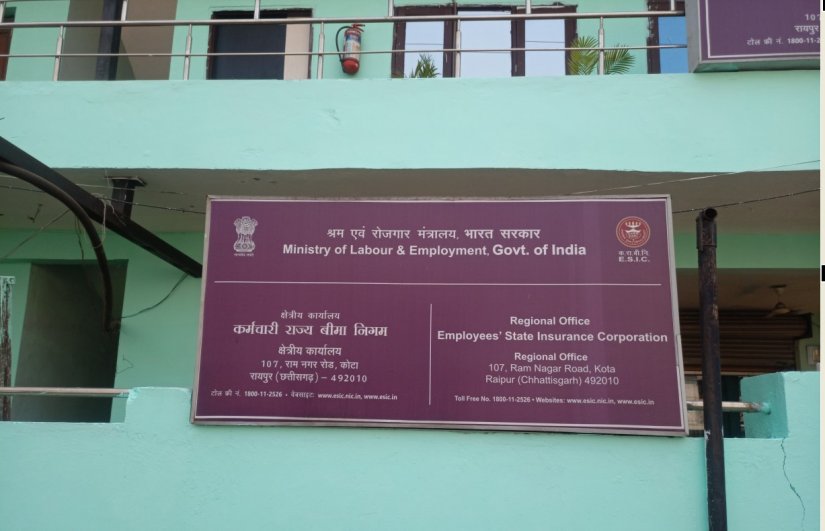 107
रायपुर
टोल फ्री नं. 1800-11-2
श्रम एवं रोजगार मंत्रालय, भारत सरकार
Ministry of Labour & Employment, Govt. of India
क.रा.बी.नि.
E.S.I.C.
क्षेत्रीय कार्यालय
कर्मचारी राज्य बीमा निगम
क्षेत्रीय कार्यालय
107, राम नगर रोड, कोटा
रायपुर (छत्तीसगढ़) – 492010
टोल फ्री नं. 1800-11-2526 • वेबसाइटः www.esic.nic.in, www.esic.in
Regional Office
Employees' State Insurance Corporation
Regional Office
107, Ram Nagar Road, Kota
Raipur (Chhattisgarh) 492010
Toll Free No. 1800-11-2526 • Websites: www.esic.nic.in, www.esic.in